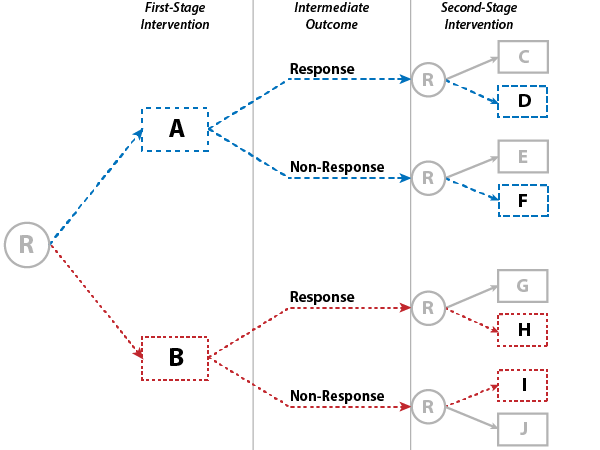 First-Stage
Intervention
Intermediate
Outcome
Second-Stage
Intervention
Response
R
C
D
A
Non-Response
R
E
F
R
Response
R
G
H
B
Non-Response
R
I
J